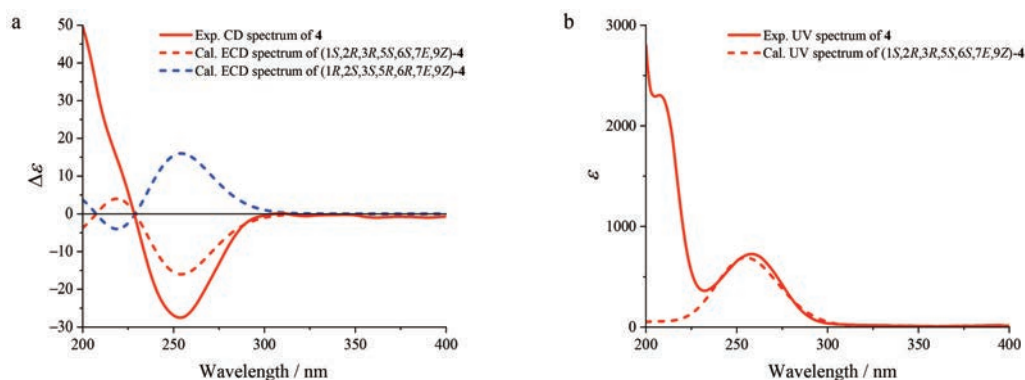 a
Exp. CD spectrum of 4
Cal. ECD spectrum of (1S,2R,3R,5S,6S,7E,9Z)-4
Cal. ECD spectrum of (1R,2S,3S,5R,6R,7E,9Z)-4
50
40
30
20
10
0
–10
–20
–30
Δε
200
250
300
350
400
Wavelength / nm
b
Exp. UV spectrum of 4
Cal. UV spectrum of (1S,2R,3R,5S,6S,7E,9Z)-4
3000
2000
1000
0
ε
200
250
300
350
400
Wavelength / nm